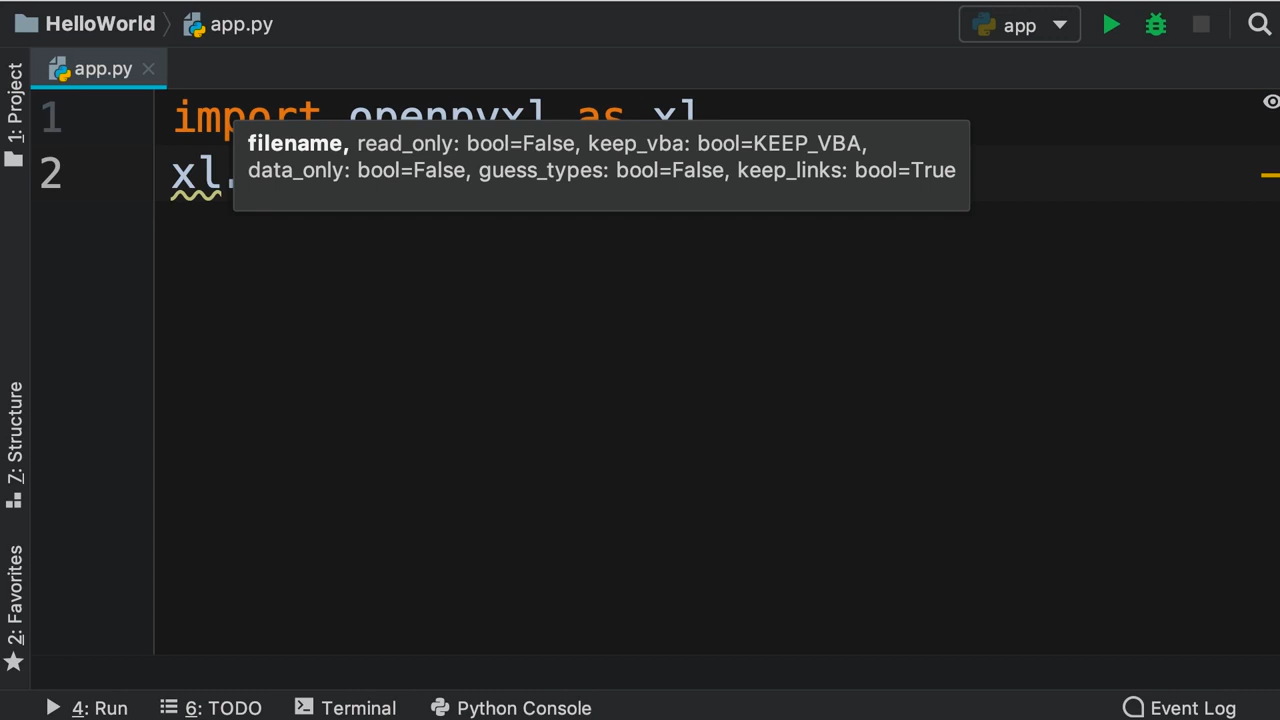 HelloWorld
app.py
app
app.py
1: Project
1 import openpyxl as xl
filename, read_only: bool=False, keep_vba: bool=KEEP_VBA,
2 xl.
data_only: bool=False, guess_types: bool=False, keep_links: bool=True
7: Structure
2: Favorites
4: Run
6: TODO
Terminal
Python Console
Event Log